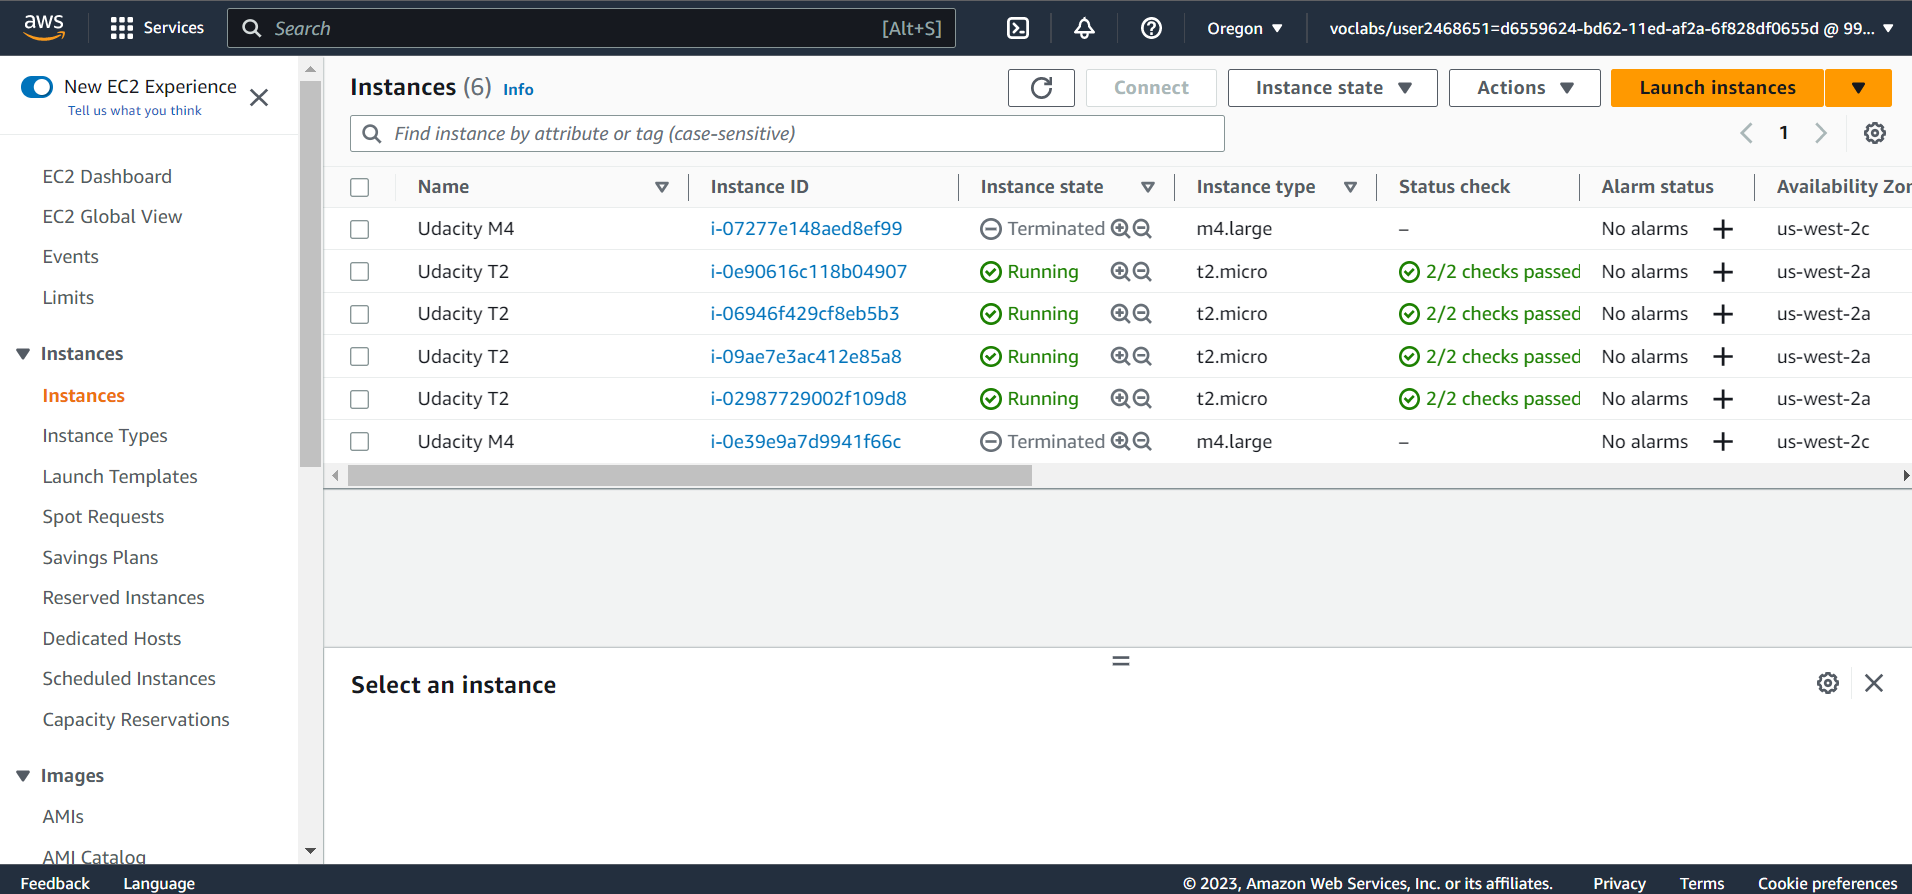 aws
Services
Search
[Alt+S]
Oregon
voclabs/user2468651=d6559624-bd62-11ed-af2a-6f828df0655d @ 99...
New EC2 Experience
Tell us what you think
EC2 Dashboard
EC2 Global View
Events
Limits
Instances
Instances
Instance Types
Launch Templates
Spot Requests
Savings Plans
Reserved Instances
Dedicated Hosts
Scheduled Instances
Capacity Reservations
Images
AMIs
AMI Catalog
Instances (6) Info
Connect
Instance state
Actions
Launch instances
Find instance by attribute or tag (case-sensitive)
1
Name Instance ID Instance state Instance type Status check Alarm status Availability Zor
Udacity M4 i-07277e148aed8ef99 Terminated m4.large – No alarms + us-west-2c
Udacity T2 i-0e90616c118b04907 Running t2.micro 2/2 checks passed No alarms + us-west-2a
Udacity T2 i-06946f429cf8eb5b3 Running t2.micro 2/2 checks passed No alarms + us-west-2a
Udacity T2 i-09ae7e3ac412e85a8 Running t2.micro 2/2 checks passed No alarms + us-west-2a
Udacity T2 i-02987729002f109d8 Running t2.micro 2/2 checks passed No alarms + us-west-2a
Udacity M4 i-0e39e9a7d9941f66c Terminated m4.large – No alarms + us-west-2c
Select an instance
Feedback
Language
© 2023, Amazon Web Services, Inc. or its affiliates.
Privacy
Terms
Cookie preferences